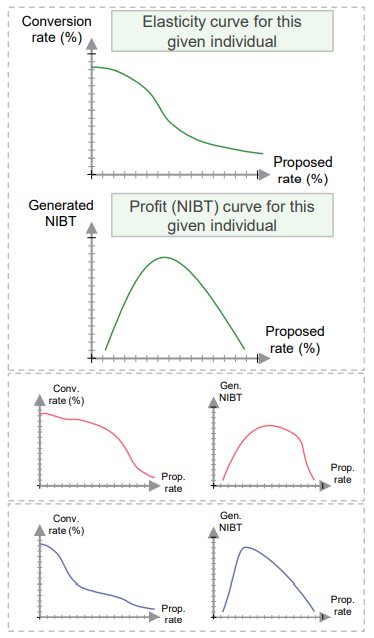 Conversion
rate (%)
Elasticity curve for this
given individual
Proposed
rate (%)
Generated
NIBT
Profit (NIBT) curve for this
given individual
Proposed
rate (%)
Conv.
rate (%)
Prop.
rate
Gen.
NIBT
Prop.
rate
Conv.
rate (%)
Prop.
rate
Gen.
NIBT
Prop.
rate